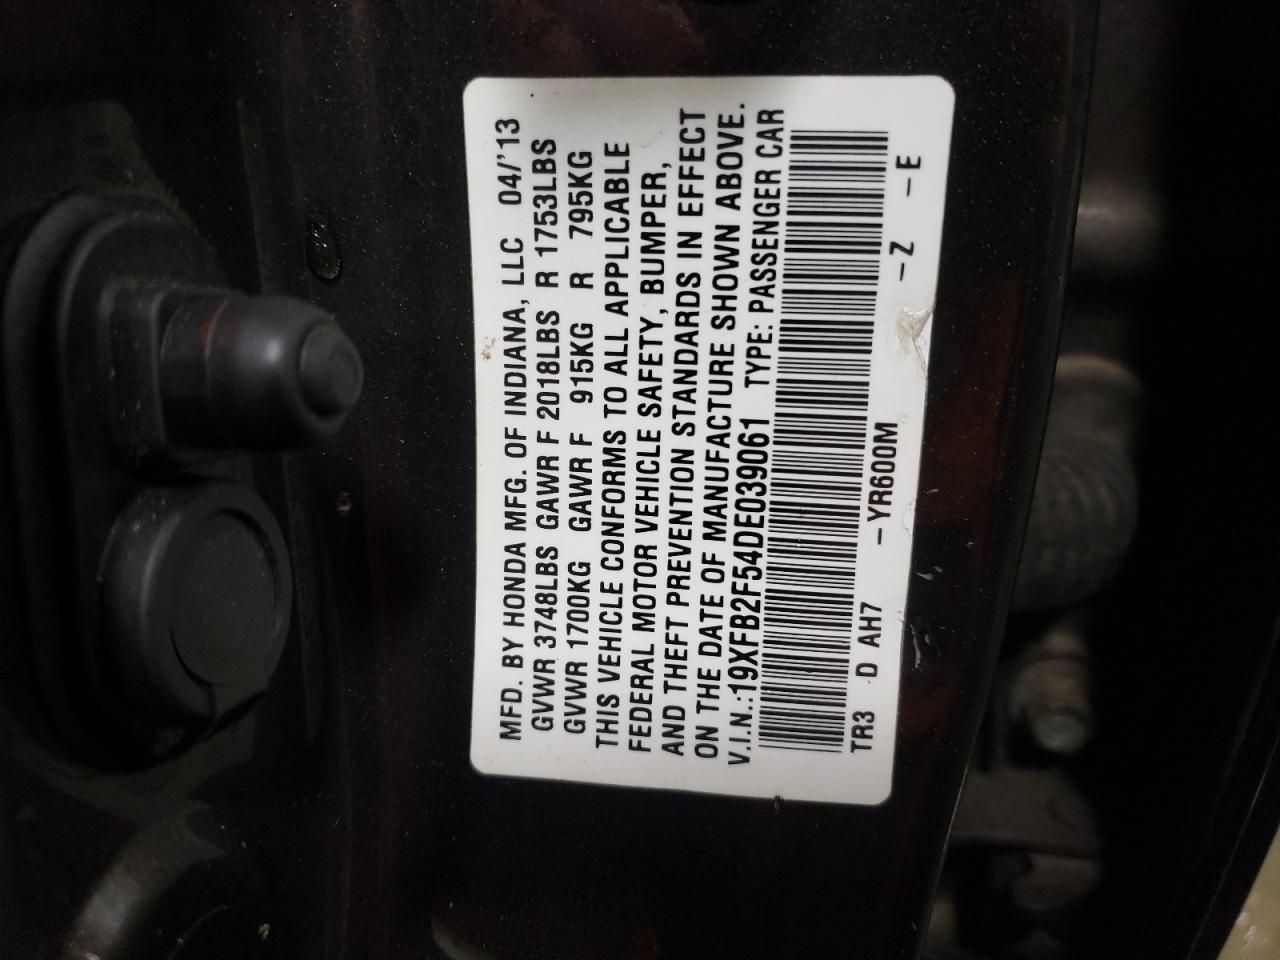 MFD. BY HONDA MFG. OF INDIANA, LLC 04/'13
GVWR 3748LBS GAWR F 2018LBS R 1753LBS
GVWR 1700KG GAWR F 915KG R 795KG
THIS VEHICLE CONFORMS TO ALL APPLICABLE
FEDERAL MOTOR VEHICLE SAFETY, BUMPER,
AND THEFT PREVENTION STANDARDS IN EFFECT
ON THE DATE OF MANUFACTURE SHOWN ABOVE.
V.I.N.:19XFB2F54DE039061 TYPE: PASSENGER CAR
TR3 D AH7 -YR600M -Z -E